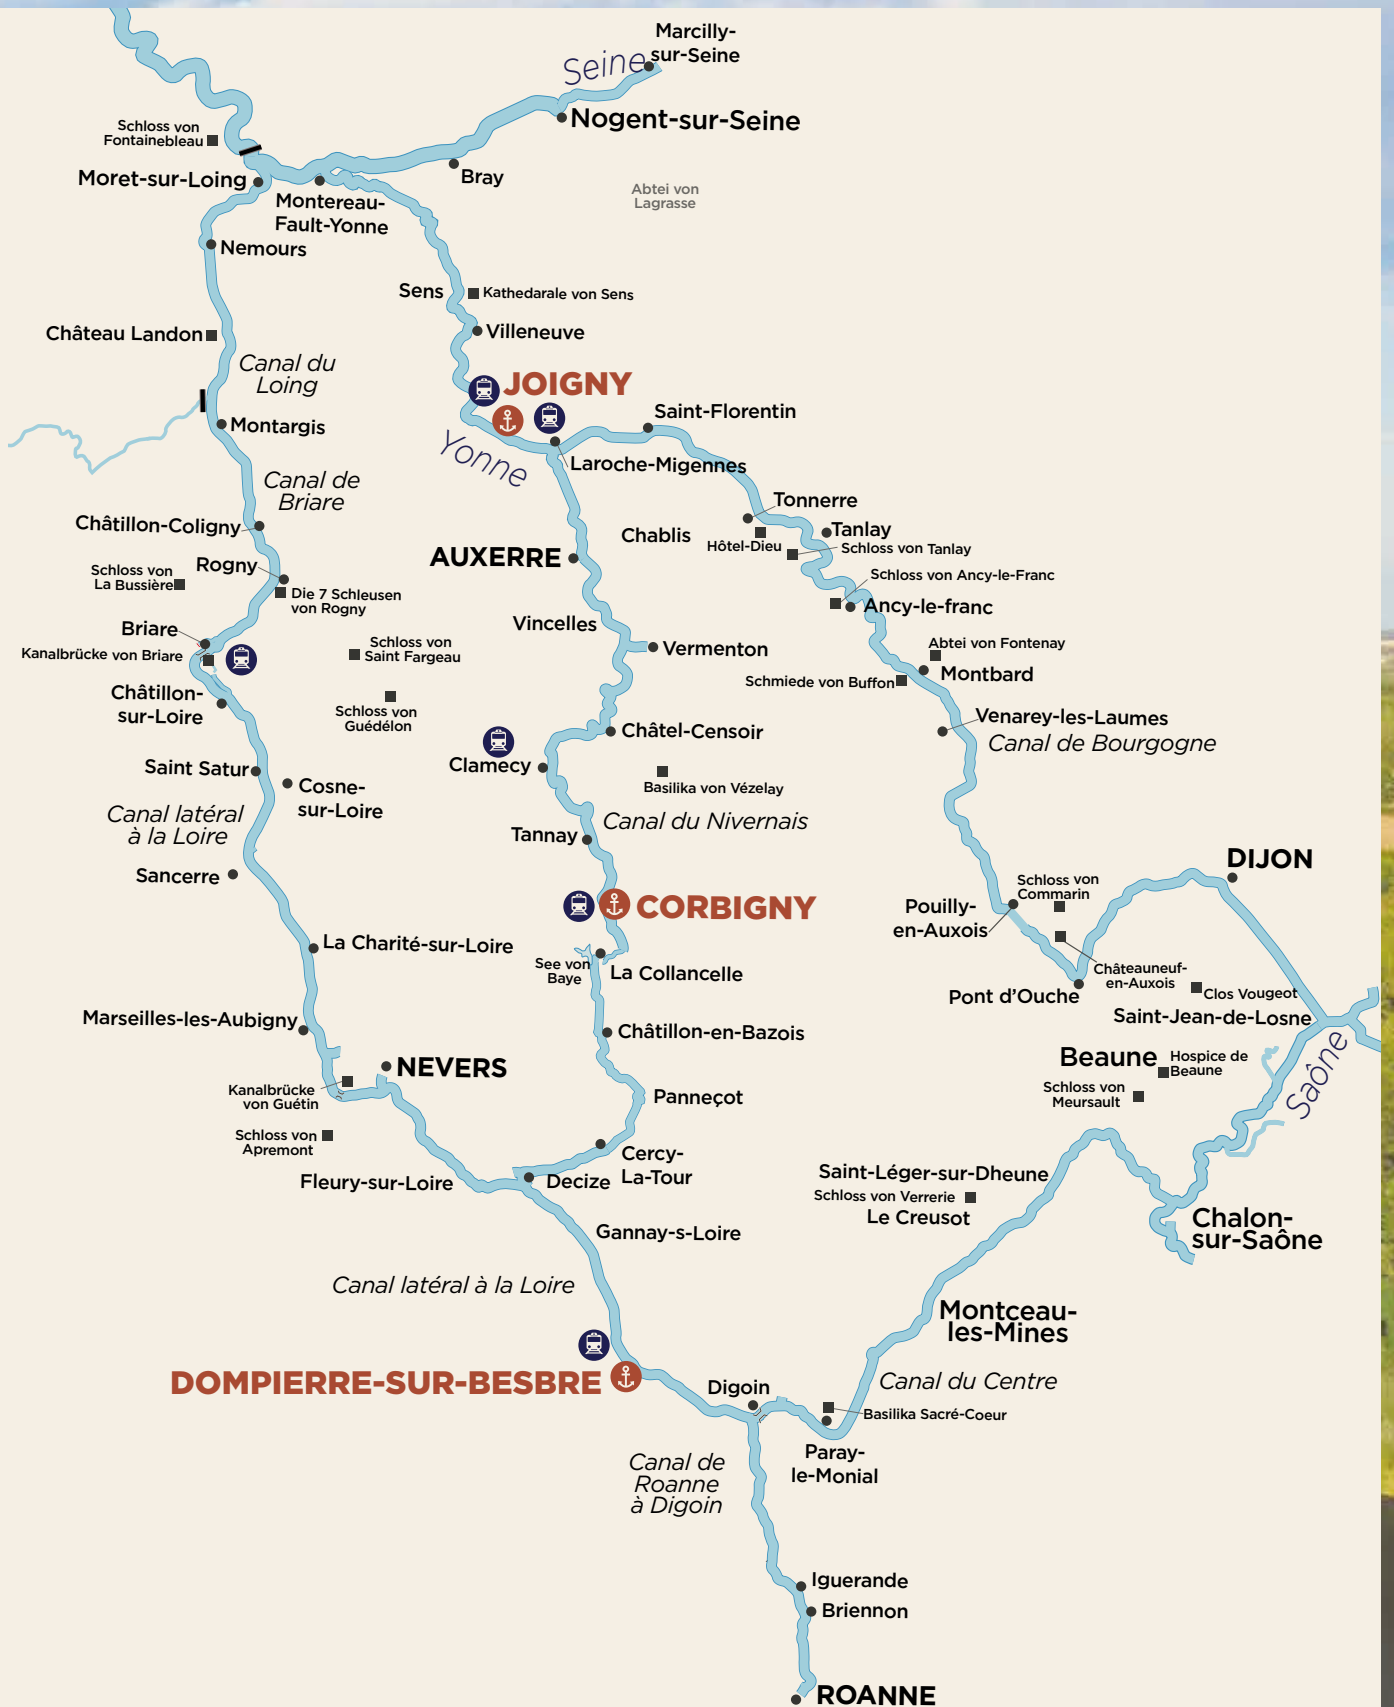 Marcilly-
sur-Seine
Seine
Nogent-sur-Seine
Schloss von
Fontainebleau
Moret-sur-Loing
Bray
Montereau-
Fault-Yonne
Abtei von
Lagrasse
Nemours
Sens
Kathedarale von Sens
Villeneuve
Château Landon
Canal du
Loing
JOIGNY
Saint-Florentin
Montargis
Yonne
Laroche-Migennes
Canal de
Briare
Tonnerre
Châtillon-Coligny
Chablis
Tanlay
Hôtel-Dieu
Schloss von Tanlay
AUXERRE
Rogny
Schloss von
La Bussière
Schloss von Ancy-le-Franc
Die 7 Schleusen
von Rogny
Ancy-le-franc
Vincelles
Briare
Kanalbrücke von Briare
Schloss von
Saint Fargeau
Vermenton
Abtei von Fontenay
Montbard
Schmiede von Buffon
Châtillon-
sur-Loire
Schloss von
Guédélon
Châtel-Censoir
Venarey-les-Laumes
Canal de Bourgogne
Clamecy
Saint Satur
Cosne-
sur-Loire
Basilika von Vézelay
Canal latéral
à la Loire
Canal du Nivernais
Tannay
Sancerre
DIJON
Schloss von
Commarin
CORBIGNY
Pouilly-
en-Auxois
La Charité-sur-Loire
See von
Baye
La Collancelle
Châteauneuf-
en-Auxois
Pont d'Ouche
Clos Vougeot
Marseilles-les-Aubigny
Châtillon-en-Bazois
Saint-Jean-de-Losne
NEVERS
Beaune
Hospice de
Beaune
Saône
Kanalbrücke
von Guétin
Panneçot
Schloss von
Meursault
Schloss von
Apremont
Cercy-
La-Tour
Fleury-sur-Loire
Decize
Saint-Léger-sur-Dheune
Schloss von Verrerie
Le Creusot
Chalon-
sur-Saône
Gannay-s-Loire
Canal latéral à la Loire
Montceau-
les-Mines
DOMPIERRE-SUR-BESBRE
Digoin
Canal du Centre
Basilika Sacré-Coeur
Paray-
le-Monial
Canal de
Roanne
à Digoin
Iguerande
Briennon
ROANNE